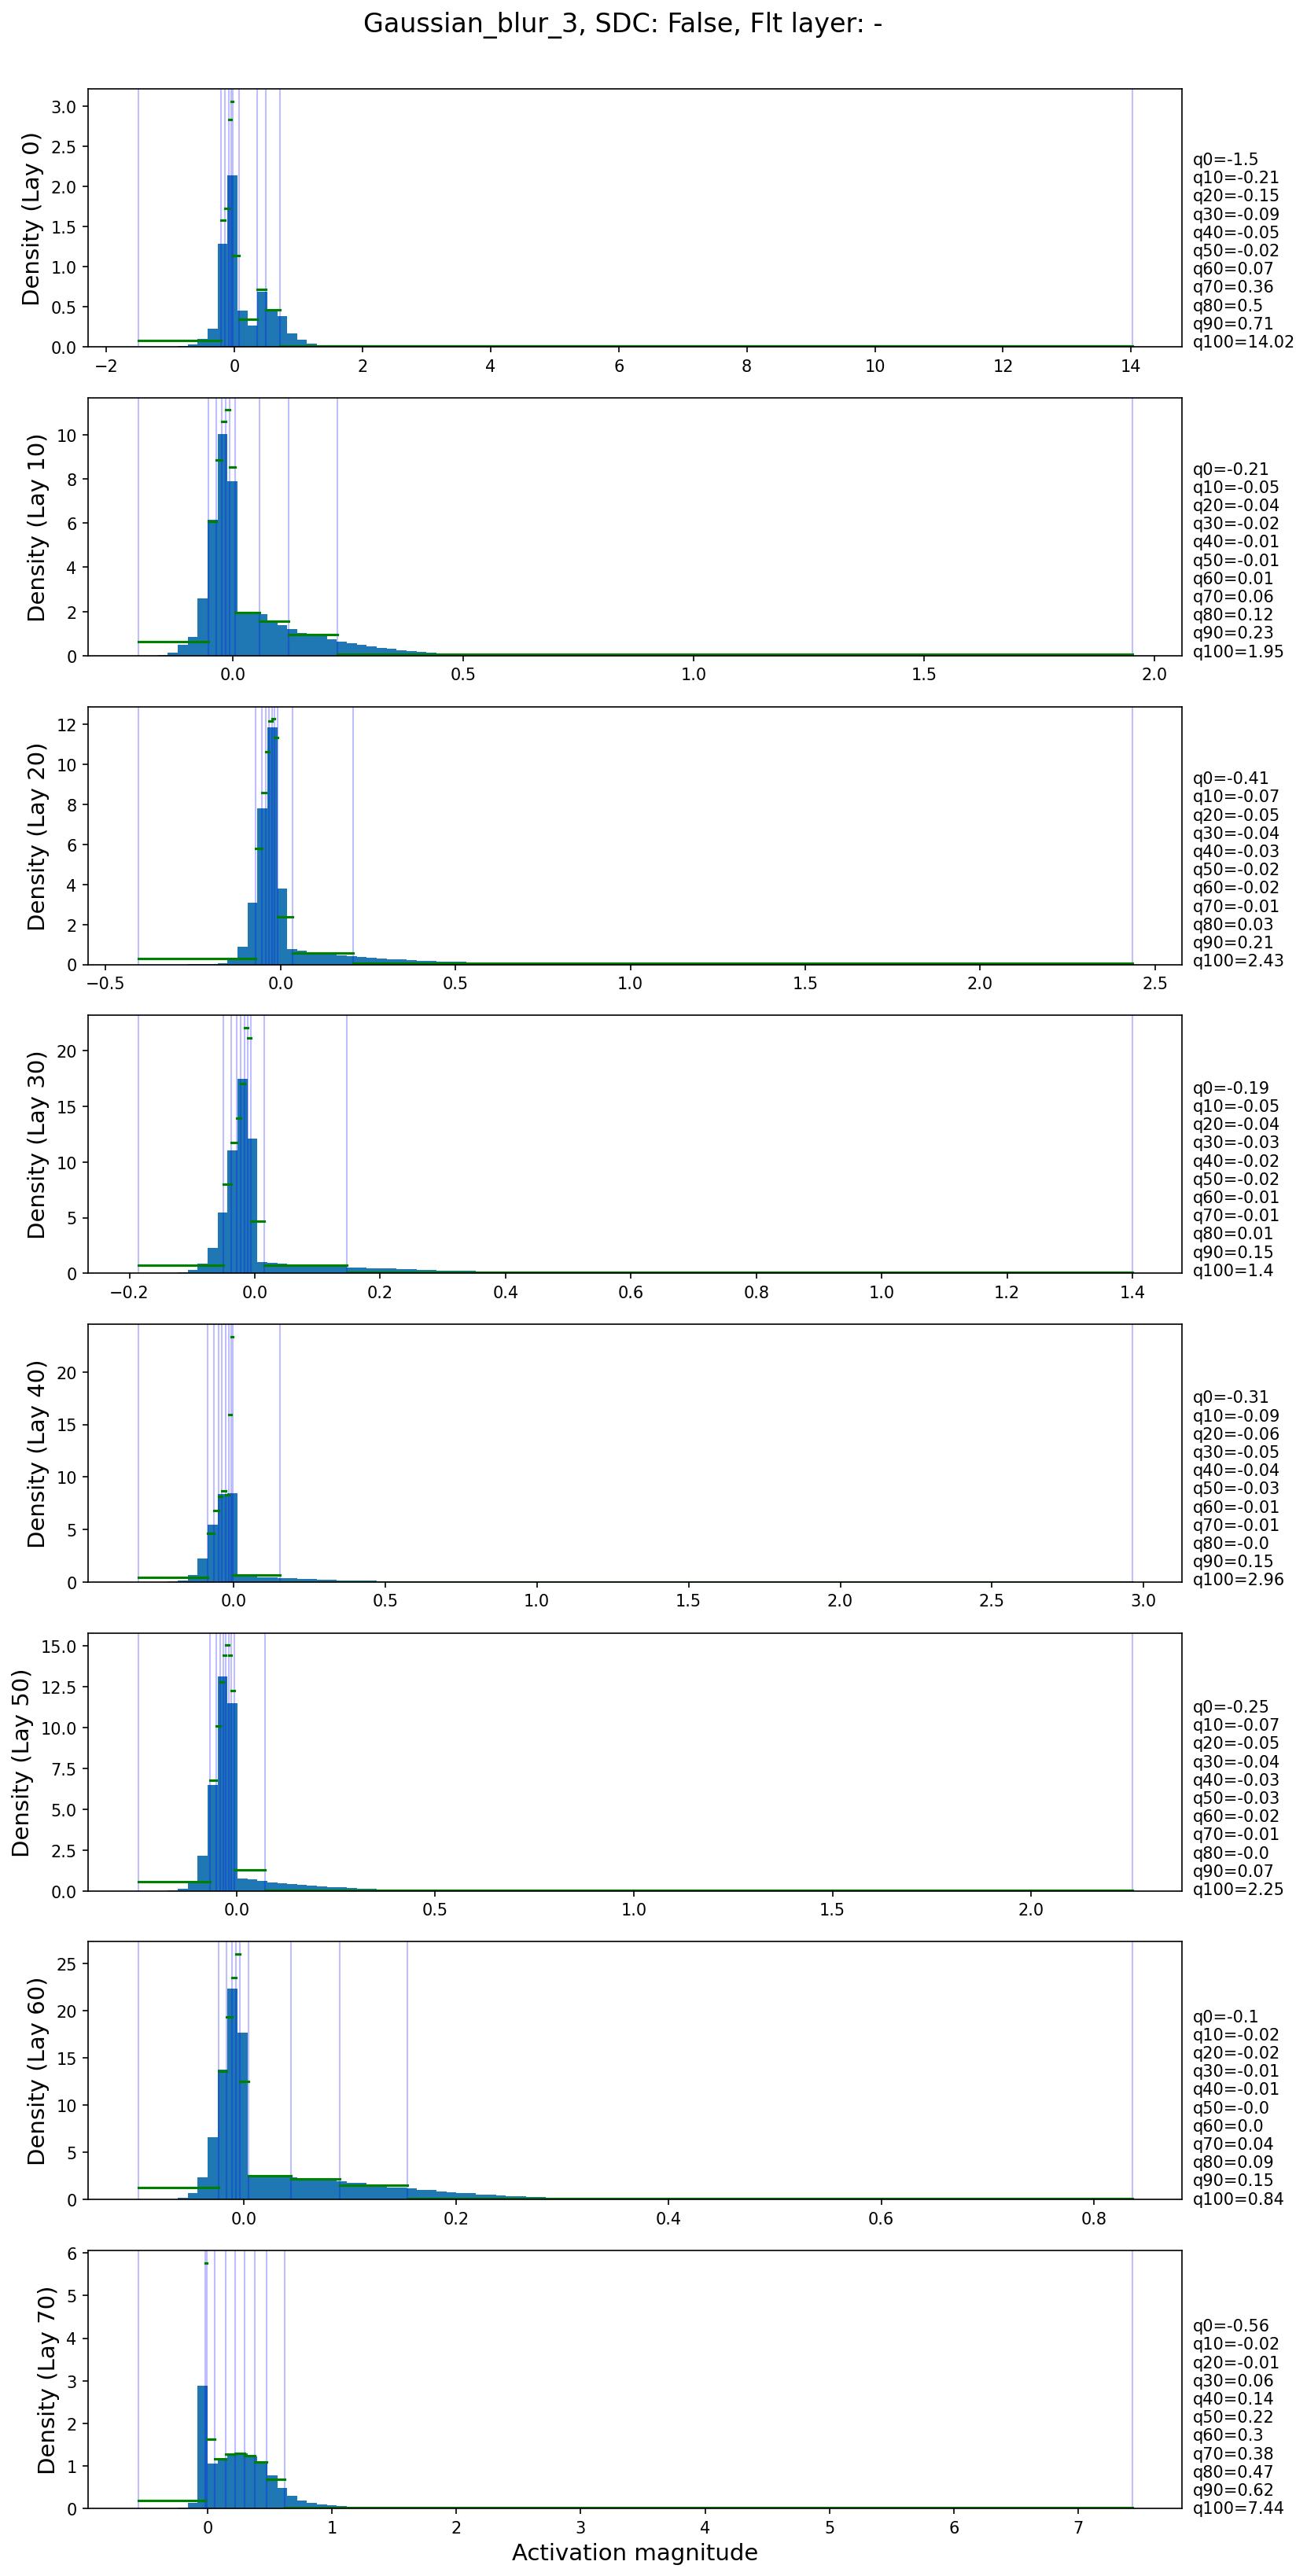 Gaussian_blur_3, SDC: False, Flt layer: -
Density (Lay 0)
3.0
2.5
2.0
1.5
1.0
0.5
0.0
−2 0 2 4 6 8 10 12 14
q0=-1.5
q10=-0.21
q20=-0.15
q30=-0.09
q40=-0.05
q50=-0.02
q60=0.07
q70=0.36
q80=0.5
q90=0.71
q100=14.02
Density (Lay 10)
10
8
6
4
2
0
0.0 0.5 1.0 1.5 2.0
q0=-0.21
q10=-0.05
q20=-0.04
q30=-0.02
q40=-0.01
q50=-0.01
q60=0.01
q70=0.06
q80=0.12
q90=0.23
q100=1.95
Density (Lay 20)
12
10
8
6
4
2
0
−0.5 0.0 0.5 1.0 1.5 2.0 2.5
q0=-0.41
q10=-0.07
q20=-0.05
q30=-0.04
q40=-0.03
q50=-0.02
q60=-0.02
q70=-0.01
q80=0.03
q90=0.21
q100=2.43
Density (Lay 30)
20
15
10
5
0
−0.2 0.0 0.2 0.4 0.6 0.8 1.0 1.2 1.4
q0=-0.19
q10=-0.05
q20=-0.04
q30=-0.03
q40=-0.02
q50=-0.02
q60=-0.01
q70=-0.01
q80=0.01
q90=0.15
q100=1.4
Density (Lay 40)
20
15
10
5
0
0.0 0.5 1.0 1.5 2.0 2.5 3.0
q0=-0.31
q10=-0.09
q20=-0.06
q30=-0.05
q40=-0.04
q50=-0.03
q60=-0.01
q70=-0.01
q80=-0.0
q90=0.15
q100=2.96
Density (Lay 50)
15.0
12.5
10.0
7.5
5.0
2.5
0.0
0.0 0.5 1.0 1.5 2.0
q0=-0.25
q10=-0.07
q20=-0.05
q30=-0.04
q40=-0.03
q50=-0.03
q60=-0.02
q70=-0.01
q80=-0.0
q90=0.07
q100=2.25
Density (Lay 60)
25
20
15
10
5
0
0.0 0.2 0.4 0.6 0.8
q0=-0.1
q10=-0.02
q20=-0.02
q30=-0.01
q40=-0.01
q50=-0.0
q60=0.0
q70=0.04
q80=0.09
q90=0.15
q100=0.84
Density (Lay 70)
6
5
4
3
2
1
0
0 1 2 3 4 5 6 7
q0=-0.56
q10=-0.02
q20=-0.01
q30=0.06
q40=0.14
q50=0.22
q60=0.3
q70=0.38
q80=0.47
q90=0.62
q100=7.44
Activation magnitude